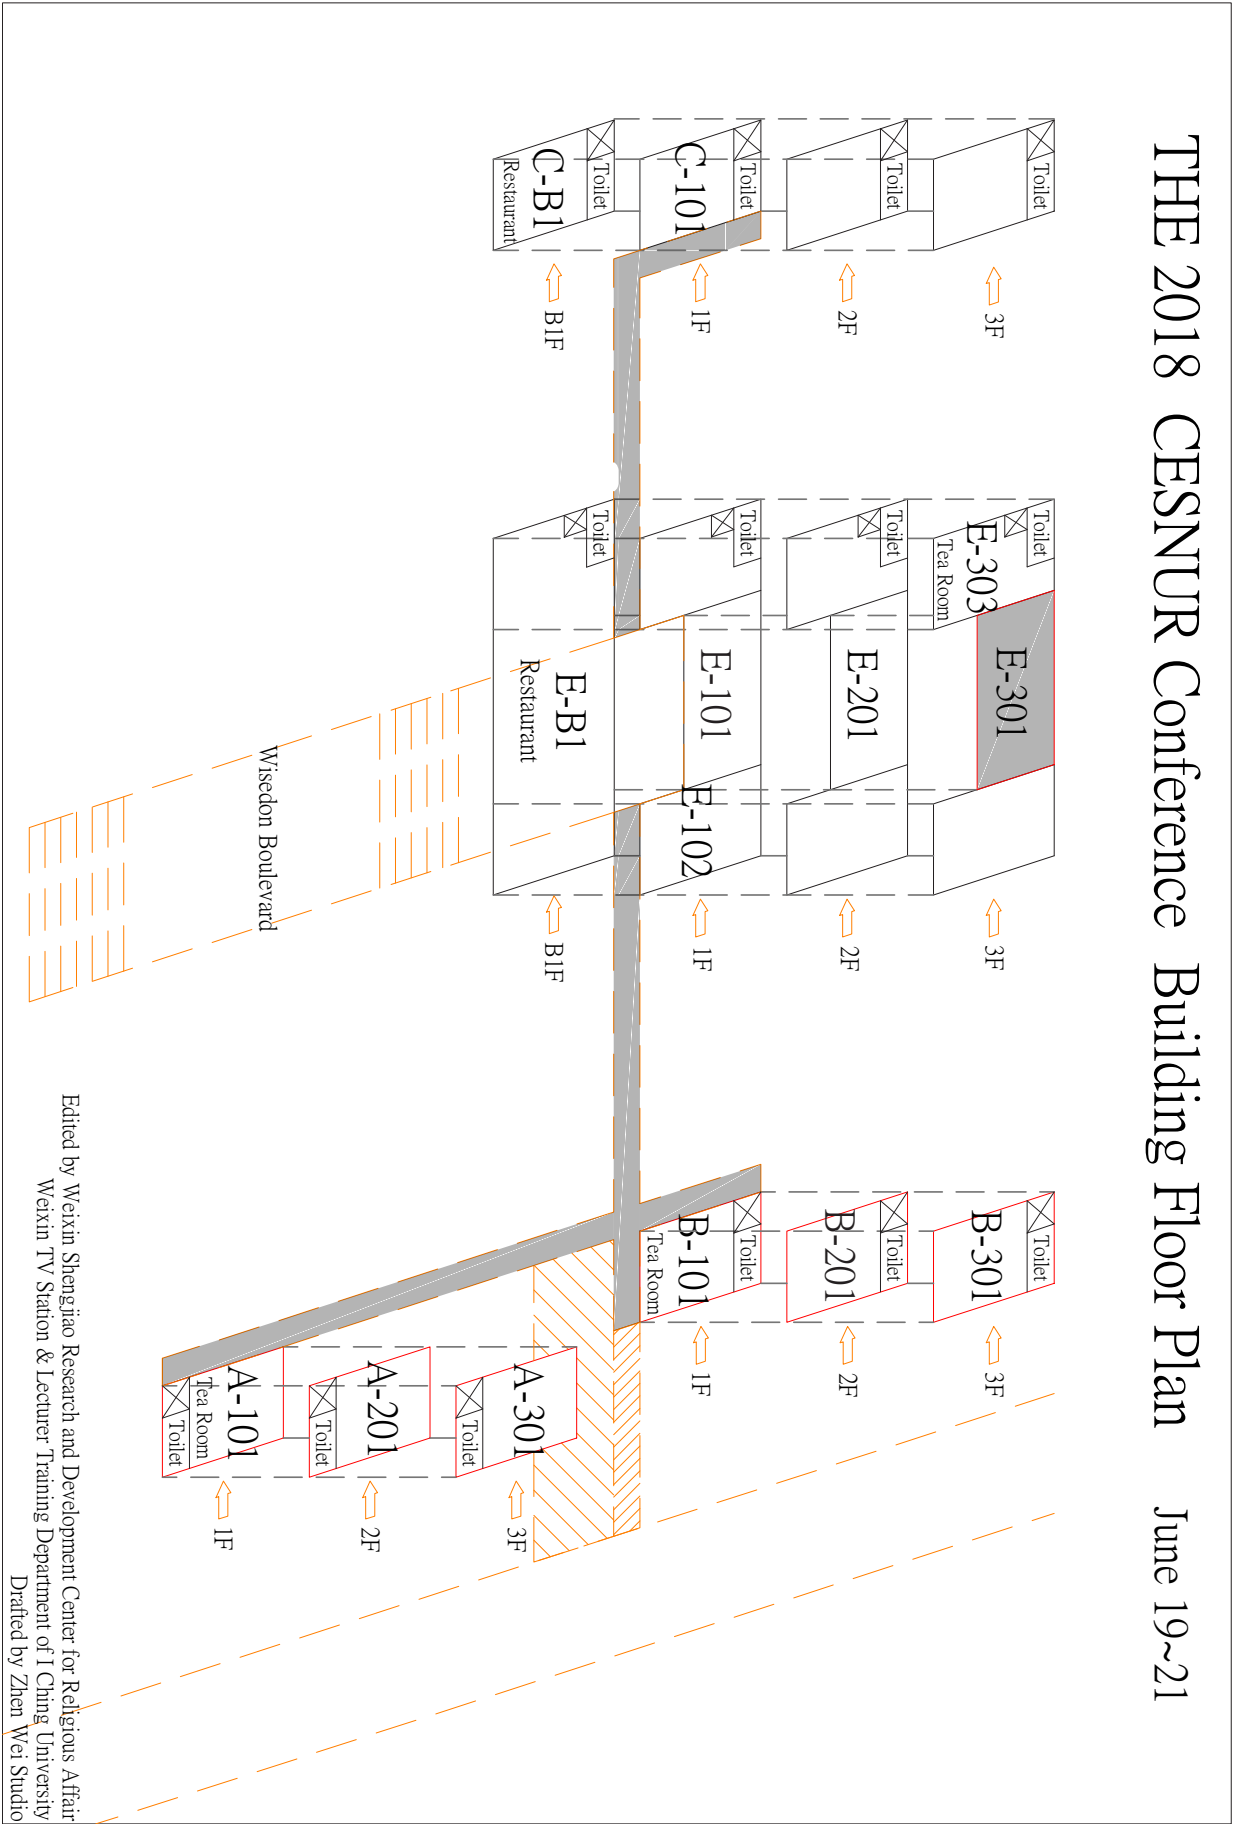 THE 2018 CESNUR Conference Building Floor Plan June 19~21
Toilet
3F
Toilet
2F
Toilet
C-101
1F
Toilet
C-B1
Restaurant
B1F
Toilet
E-303
Tea Room
E-301
3F
Toilet
E-201
2F
Toilet
E-101
E-102
1F
Toilet
E-B1
Restaurant
B1F
Wisedon Boulevard
Toilet
B-301
3F
Toilet
B-201
2F
Toilet
B-101
Tea Room
1F
A-301
Toilet
3F
A-201
Toilet
2F
A-101
Tea Room
Toilet
1F
Edited by Weixin Shengjiao Research and Development Center for Religious Affair
Weixin TV Station & Lecturer Training Department of I Ching University
Drafted by Zhen Wei Studio